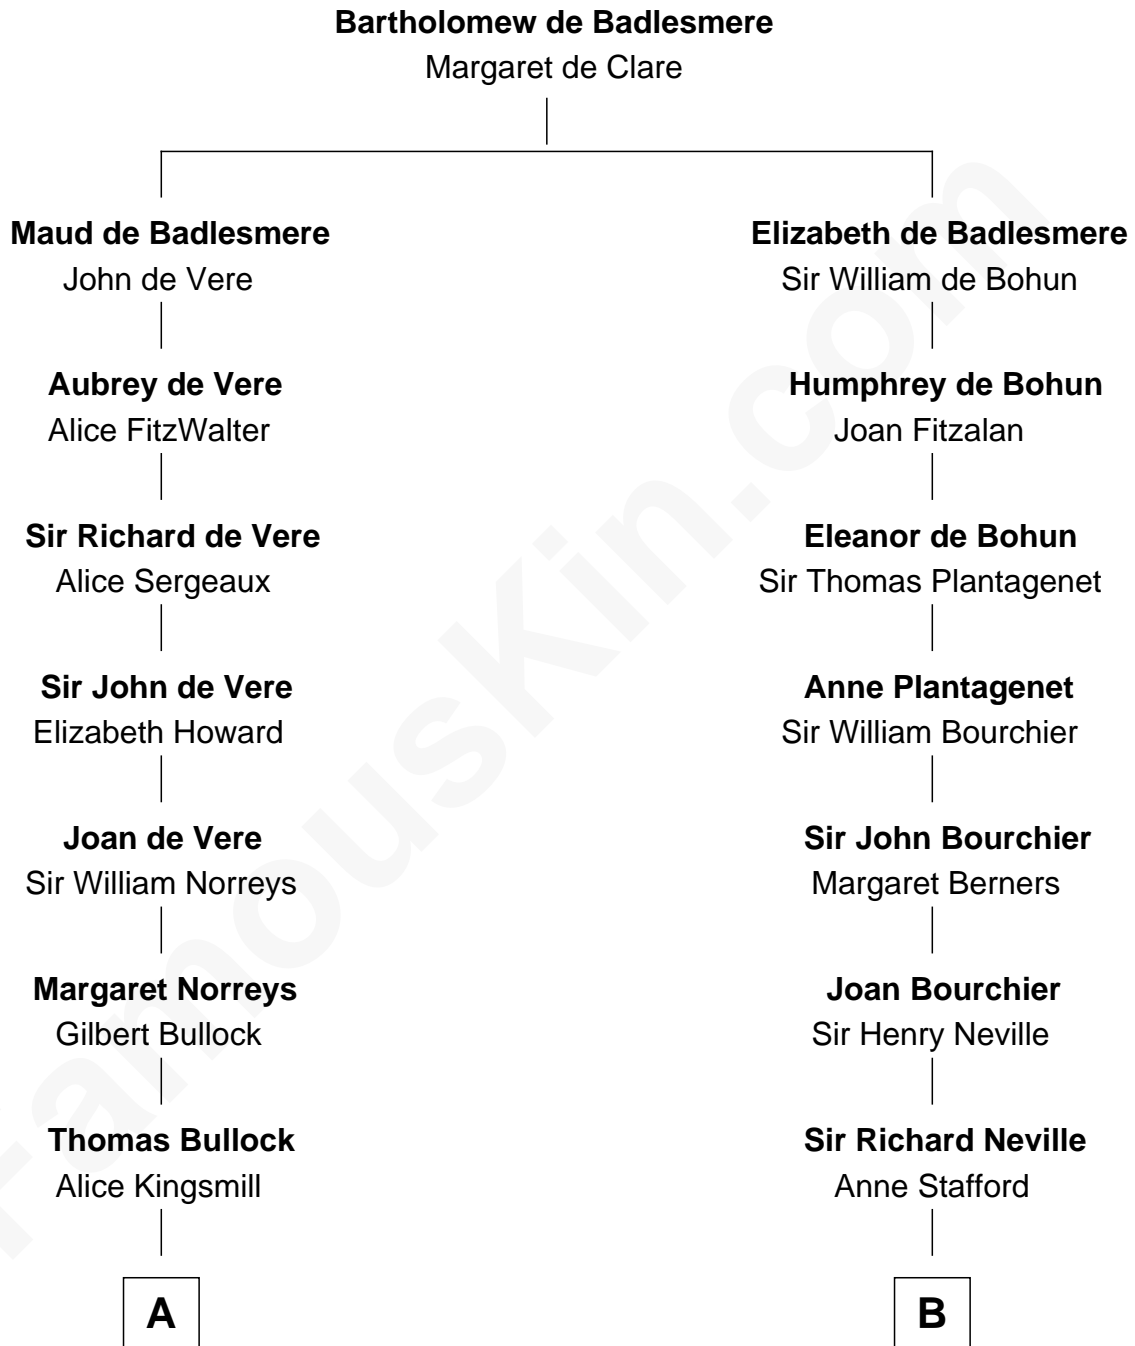 Bartholomew de Badlesmere
Margaret de Clare
Maud de Badlesmere
John de Vere
Aubrey de Vere
Alice FitzWalter
Sir Richard de Vere
Alice Sergeaux
Sir John de Vere
Elizabeth Howard
Joan de Vere
Sir William Norreys
Margaret Norreys
Gilbert Bullock
Thomas Bullock
Alice Kingsmill
A
Elizabeth de Badlesmere
Sir William de Bohun
Humphrey de Bohun
Joan Fitzalan
Eleanor de Bohun
Sir Thomas Plantagenet
Anne Plantagenet
Sir William Bourchier
Sir John Bourchier
Margaret Berners
Joan Bourchier
Sir Henry Neville
Sir Richard Neville
Anne Stafford
B
FamousKin.com